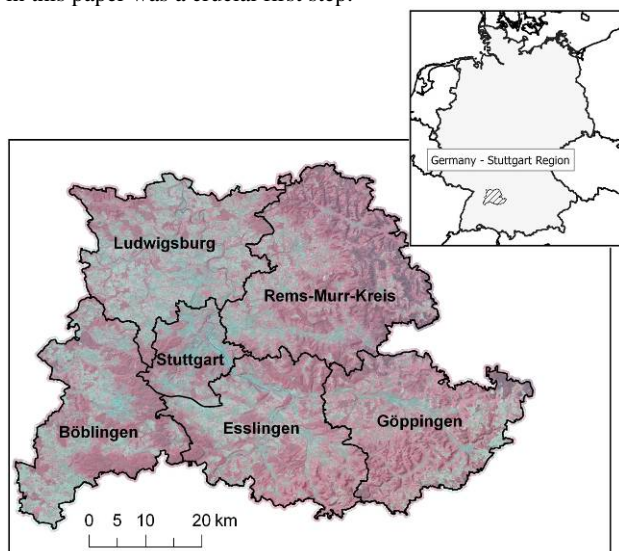 in this paper was a crucial first step.
Germany - Stuttgart Region
Ludwigsburg
Rems-Murr-Kreis
Stuttgart
Böblingen
Esslingen
Göppingen
0 5 10 20 km